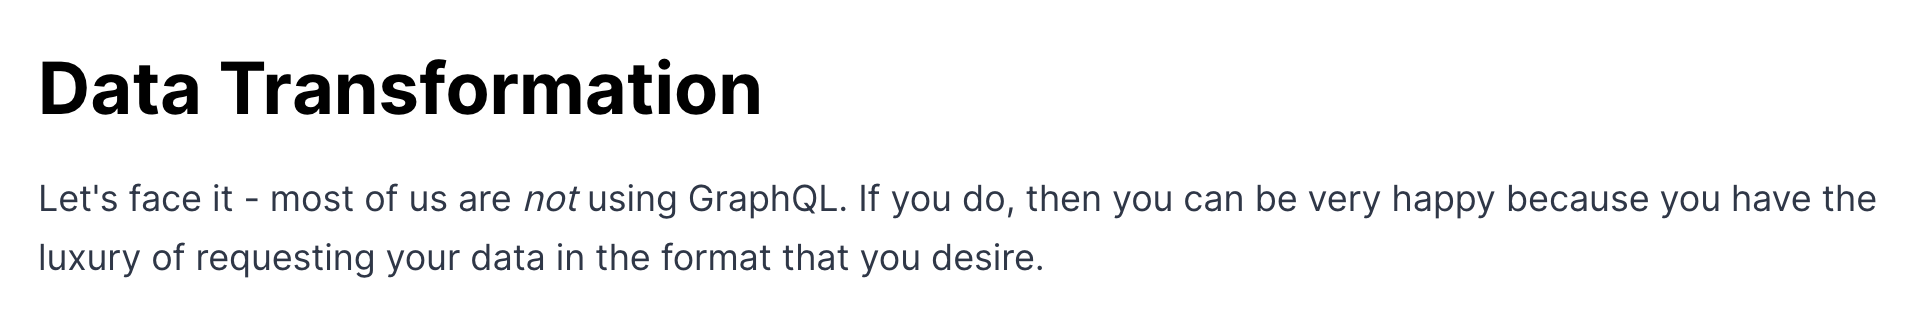 Data Transformation
Let's face it - most of us are not using GraphQL. If you do, then you can be very happy because you have the
luxury of requesting your data in the format that you desire.